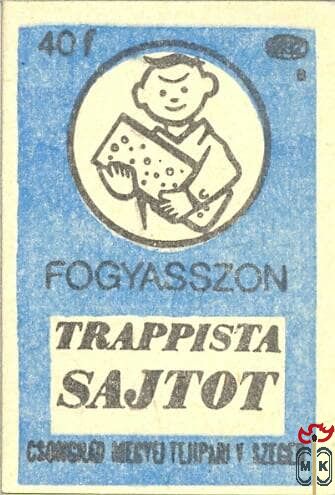 40 f
B
FOGYASSZON
TRAPPISTA
SAJTOT
CSONGRÁD MEGYEI TEJIPARI V SZEGED
M K